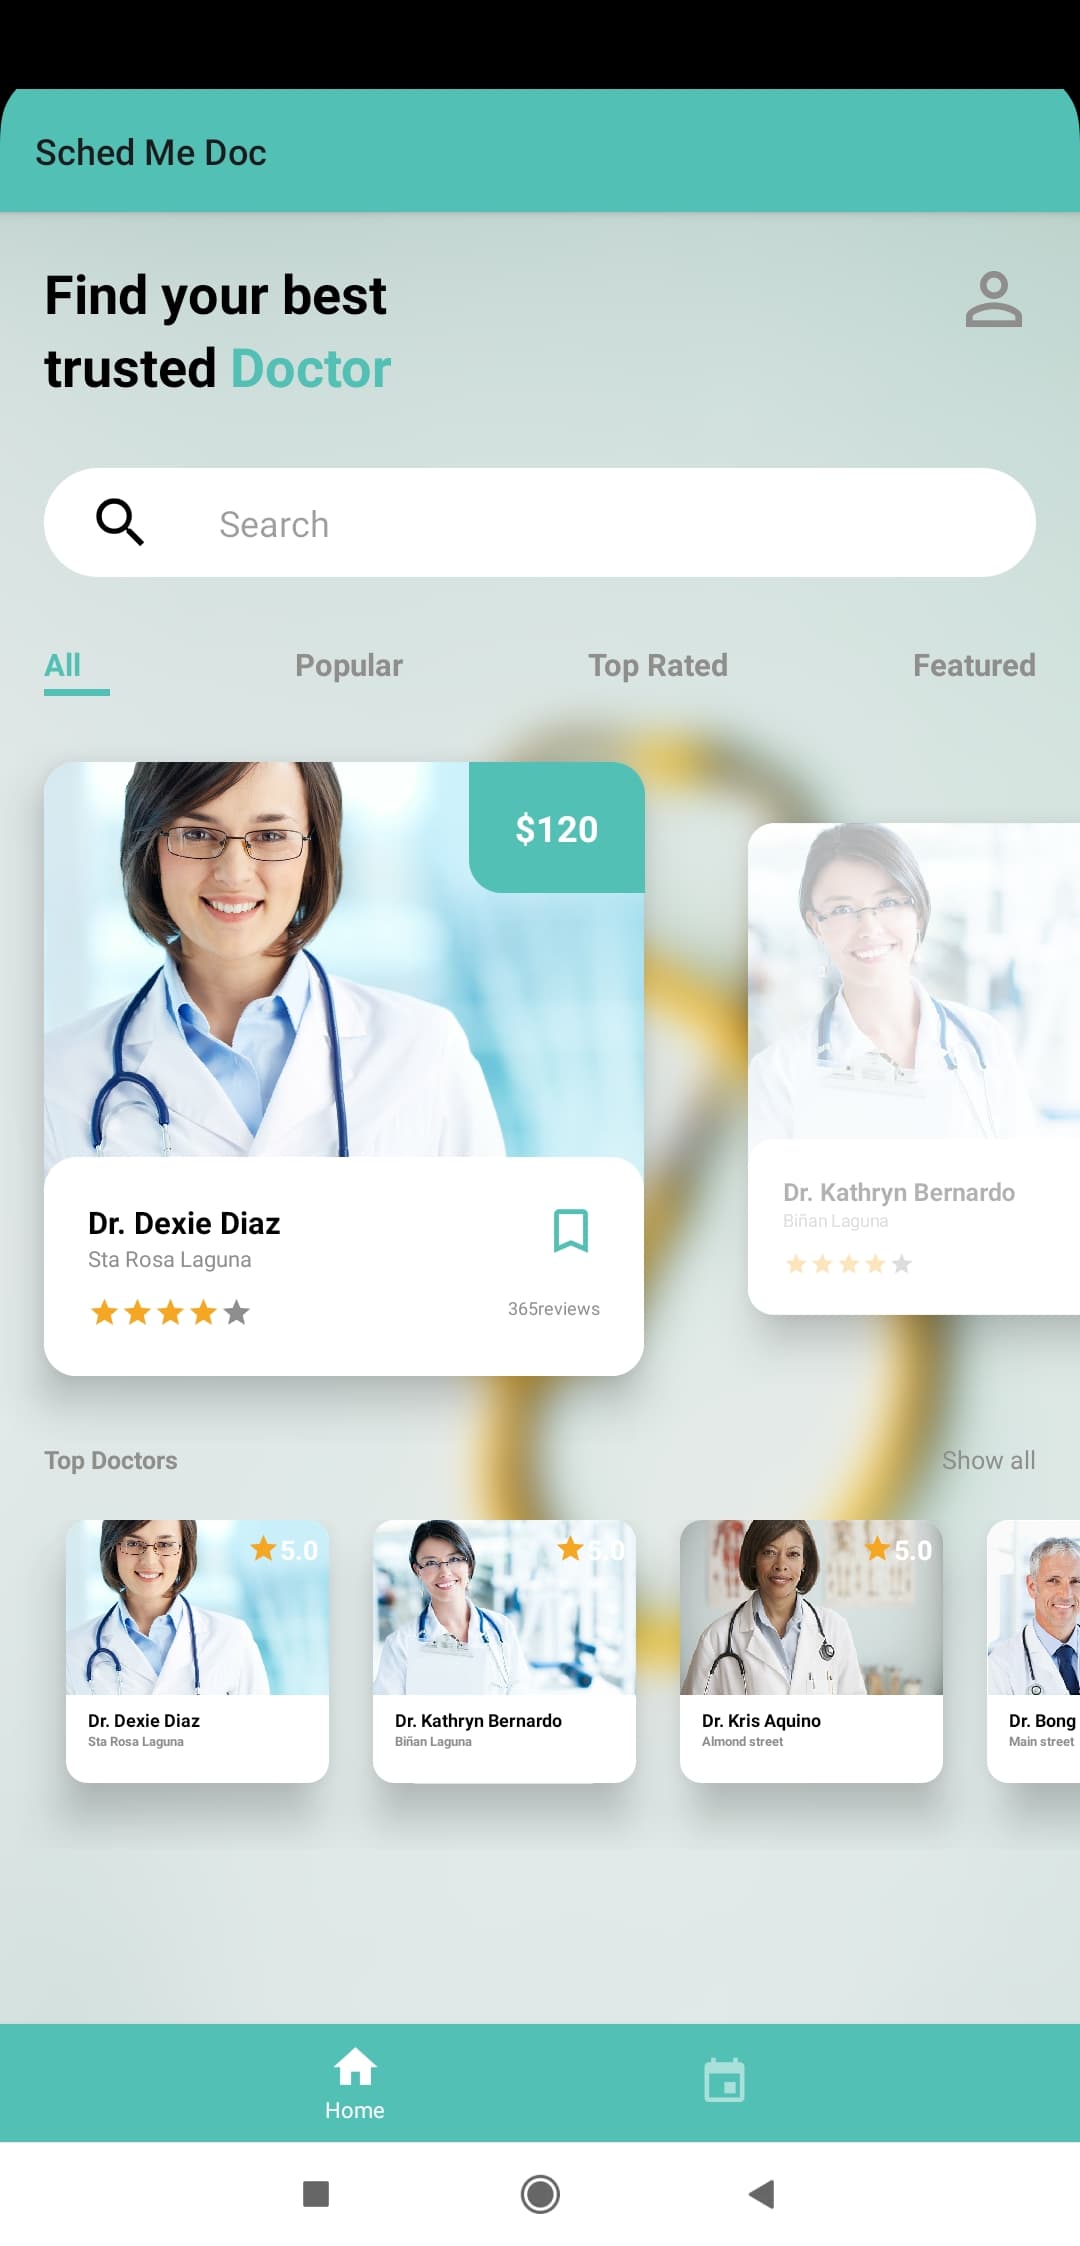 Sched Me Doc
Find your best
trusted Doctor
Search
All Popular Top Rated Featured
$120
Dr. Dexie Diaz
Sta Rosa Laguna
365reviews
Dr. Kathryn Bernardo
Biñan Laguna
Top Doctors Show all
5.0
Dr. Dexie Diaz
Sta Rosa Laguna
5.0
Dr. Kathryn Bernardo
Biñan Laguna
5.0
Dr. Kris Aquino
Almond street
Dr. Bong
Main street
Home